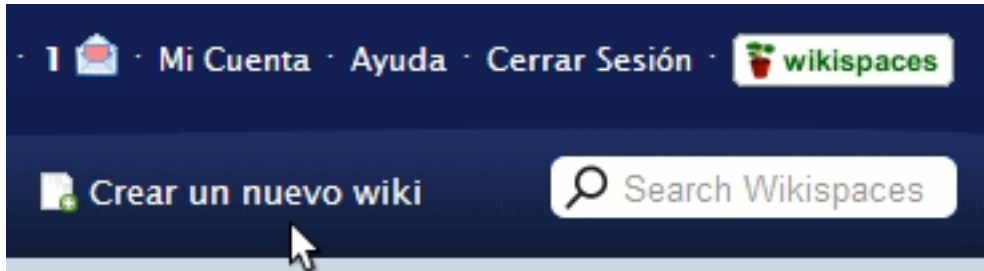 · 1 · Mi Cuenta · Ayuda · Cerrar Sesión · wikispaces
Crear un nuevo wiki Search Wikispaces